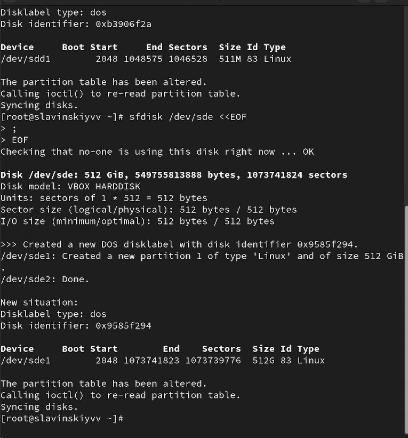 Disklabel type: dos
Disk identifier: 0xb3906f2a

Device     Boot Start     End Sectors  Size Id Type
/dev/sdd1        2048 1048575 1046528  511M 83 Linux

The partition table has been altered.
Calling ioctl() to re-read partition table.
Syncing disks.
[root@slavinskiyvv ~]# sfdisk /dev/sde <<EOF
> ;
> EOF
Checking that no-one is using this disk right now ... OK

Disk /dev/sde: 512 GiB, 549755813888 bytes, 1073741824 sectors
Disk model: VBOX HARDDISK
Units: sectors of 1 * 512 = 512 bytes
Sector size (logical/physical): 512 bytes / 512 bytes
I/O size (minimum/optimal): 512 bytes / 512 bytes

>>> Created a new DOS disklabel with disk identifier 0x9585f294.
/dev/sde1: Created a new partition 1 of type 'Linux' and of size 512 GiB
.
/dev/sde2: Done.

New situation:
Disklabel type: dos
Disk identifier: 0x9585f294

Device     Boot Start        End    Sectors  Size Id Type
/dev/sde1        2048 1073741823 1073739776  512G 83 Linux

The partition table has been altered.
Calling ioctl() to re-read partition table.
Syncing disks.
[root@slavinskiyvv ~]#